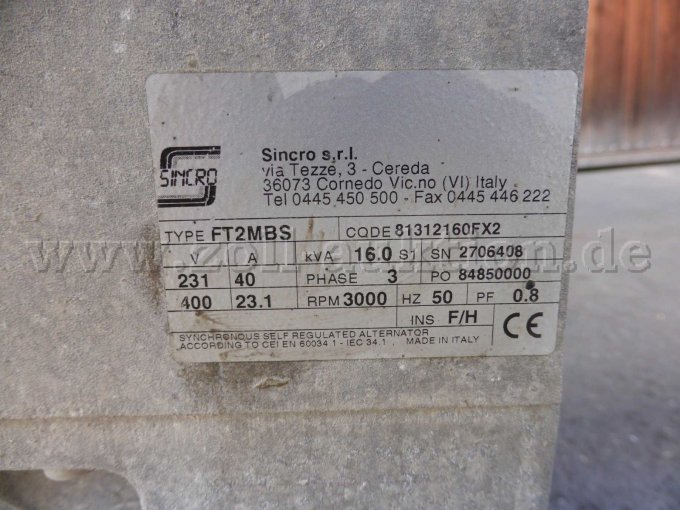 SINCRO
Sincro s.r.l.
via Tezze, 3 - Cereda
36073 Cornedo Vic.no (VI) Italy
Tel 0445 450 500 - Fax 0445 446 222
TYPE FT2MBS CODE 81312160FX2
V A kVA 16.0 S1 SN 2706408
231 40 PHASE 3 PO 84850000
400 23.1 RPM 3000 HZ 50 PF 0.8
INS F/H CE
SYNCHRONOUS SELF REGULATED ALTERNATOR
ACCORDING TO CEI EN 60034.1 - IEC 34.1 , MADE IN ITALY
www.zoll-auktion.de